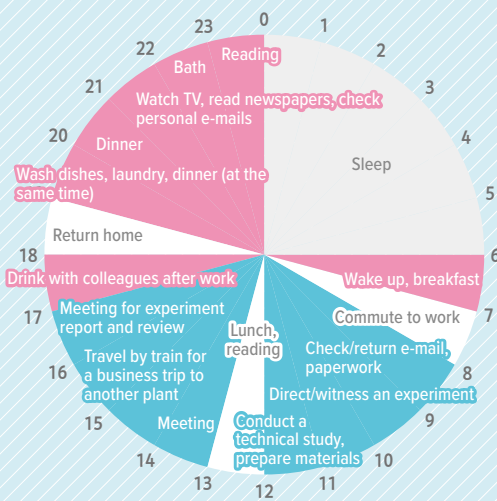 0
1
2
3
4
5
6
7
8
9
10
11
12
13
14
15
16
17
18
20
21
22
23
Sleep
Wake up, breakfast
Commute to work
Check/return e-mail,
paperwork
Direct/witness an experiment
Conduct a
technical study,
prepare materials
Lunch,
reading
Meeting
Travel by train for
a business trip to
another plant
Meeting for experiment
report and review
Drink with colleagues after work
Return home
Wash dishes, laundry, dinner (at the
same time)
Dinner
Watch TV, read newspapers, check
personal e-mails
Bath
Reading